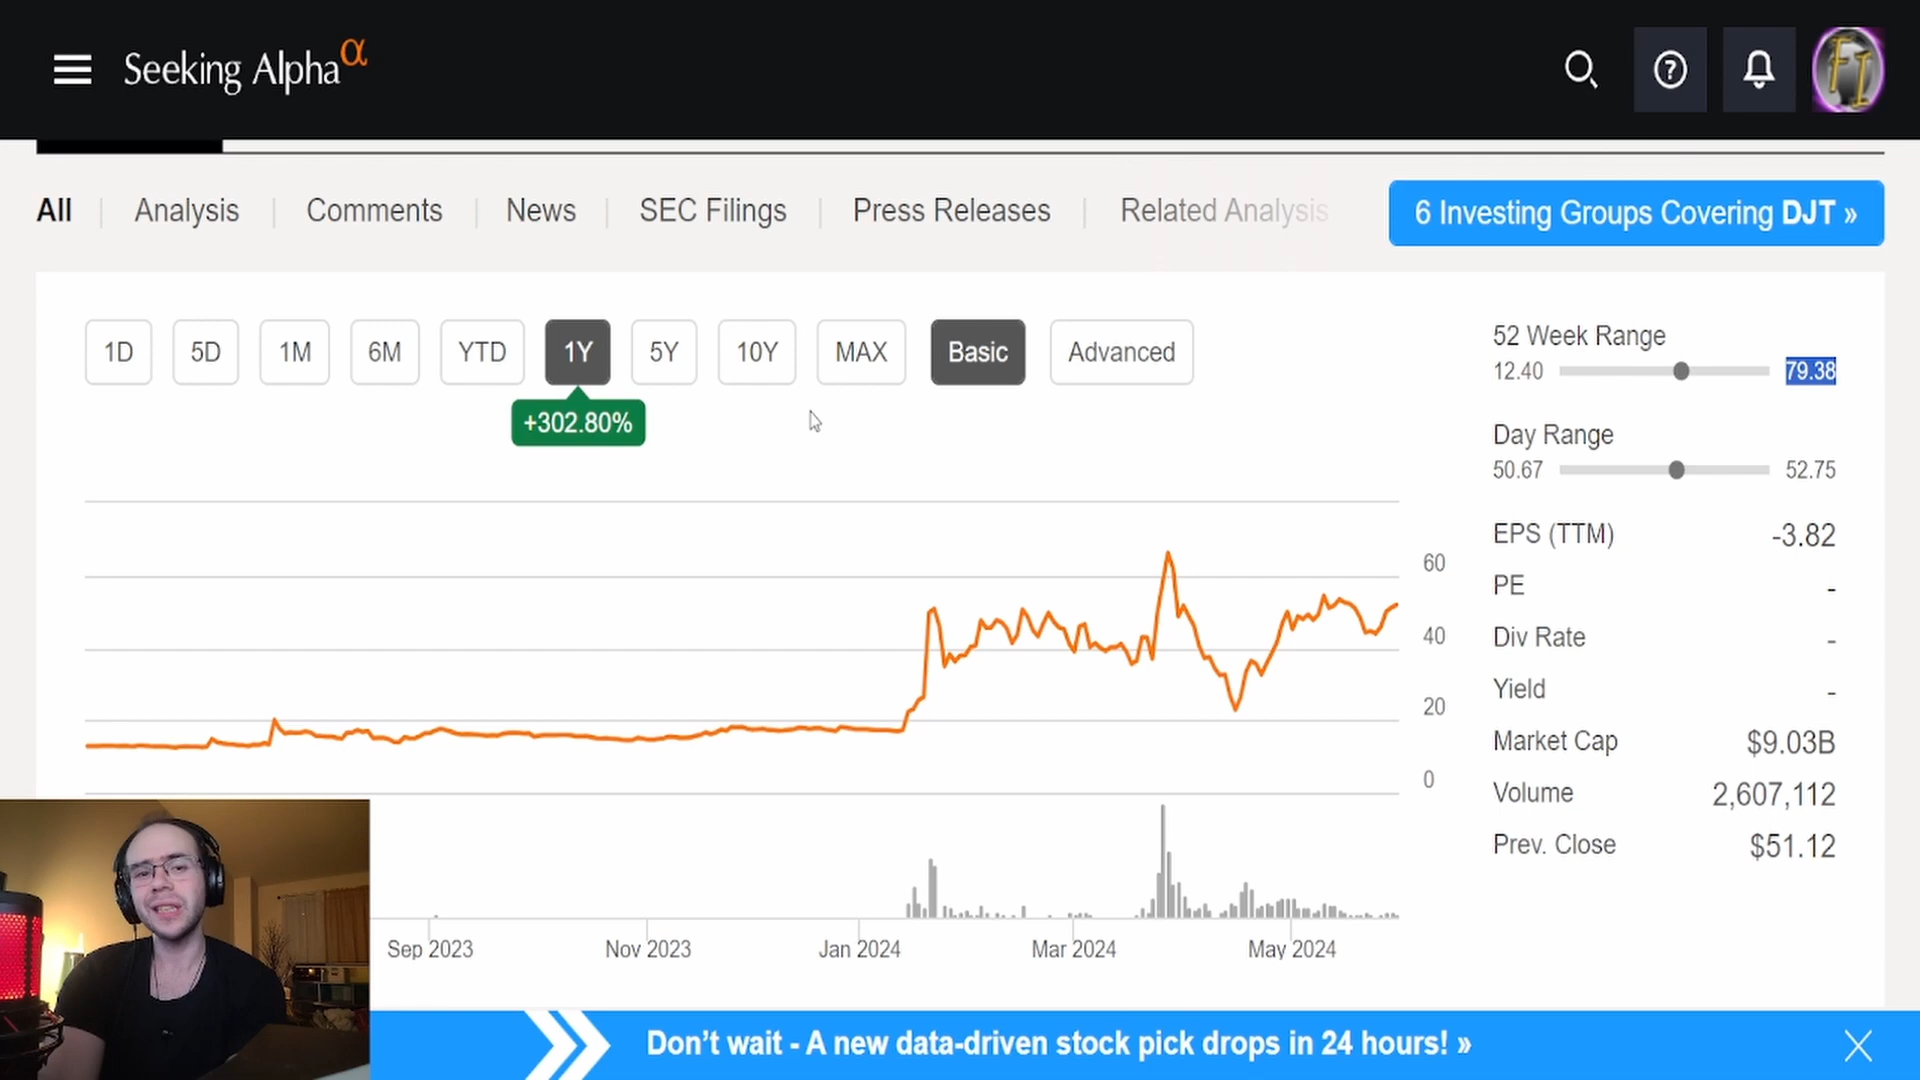 Seeking Alpha α
FI
All
Analysis
Comments
News
SEC Filings
Press Releases
Related Analysis
6 Investing Groups Covering DJT »
1D
5D
1M
6M
YTD
1Y
5Y
10Y
MAX
Basic
Advanced
+302.80%
52 Week Range
12.40
79.38
Day Range
50.67
52.75
EPS (TTM)
-3.82
PE
-
Div Rate
-
Yield
-
Market Cap
$9.03B
Volume
2,607,112
Prev. Close
$51.12
60
40
20
0
Sep 2023
Nov 2023
Jan 2024
Mar 2024
May 2024
Don’t wait - A new data-driven stock pick drops in 24 hours! »